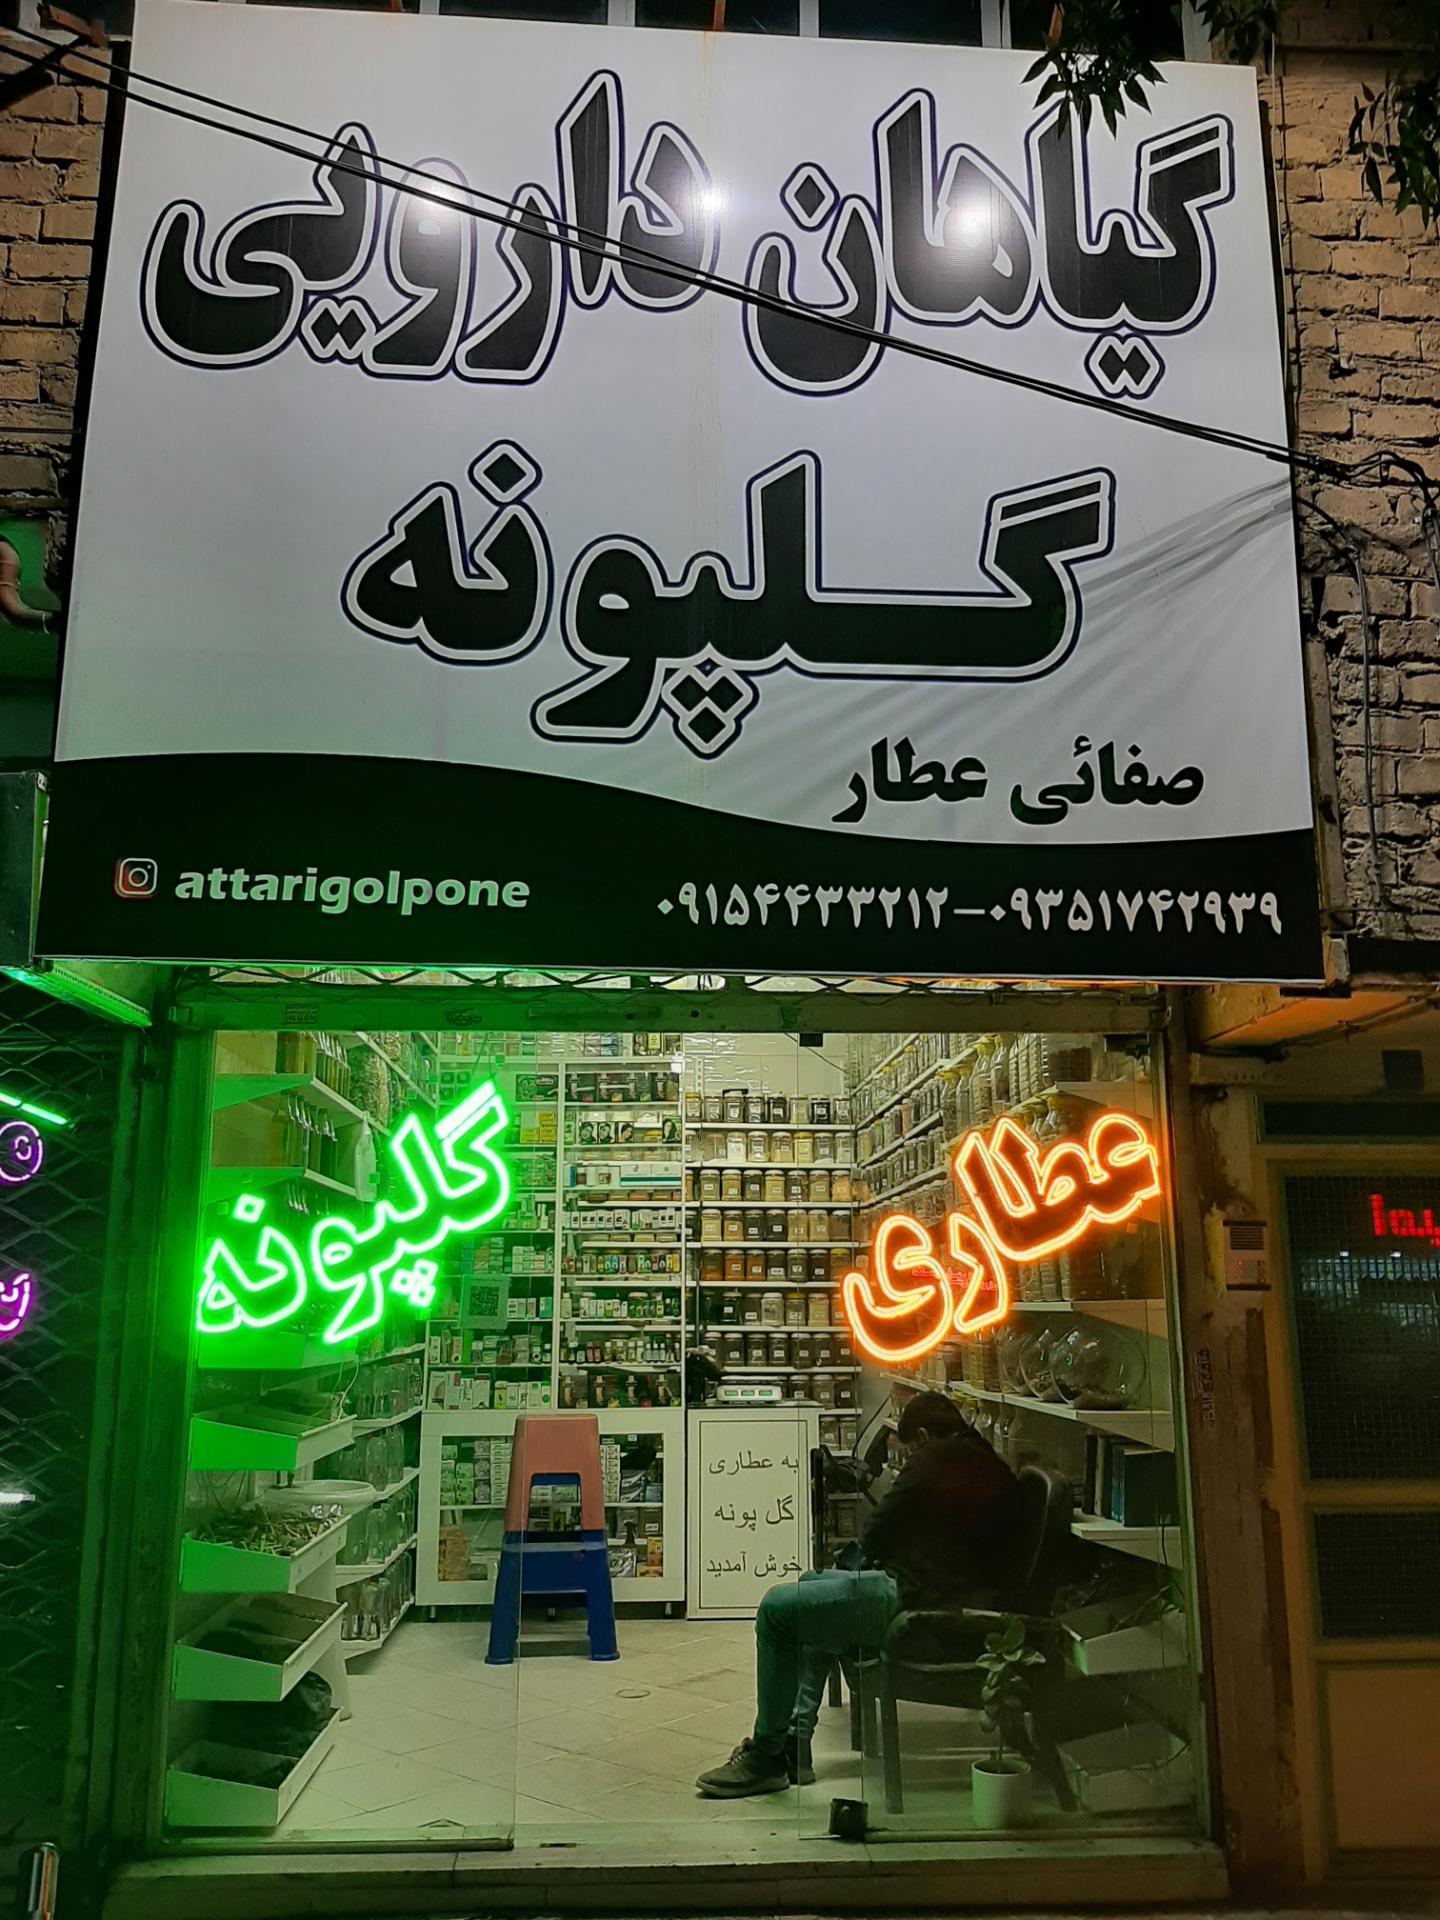 گیاهان دارویی
گلپونه
صفائی عطار
attarigolpone
۰۹۱۵۴۴۳۳۲۱۲-۰۹۳۵۱۷۴۲۹۳۹
گلپونه
عطاری
به عطاری
گل پونه
خوش آمدید